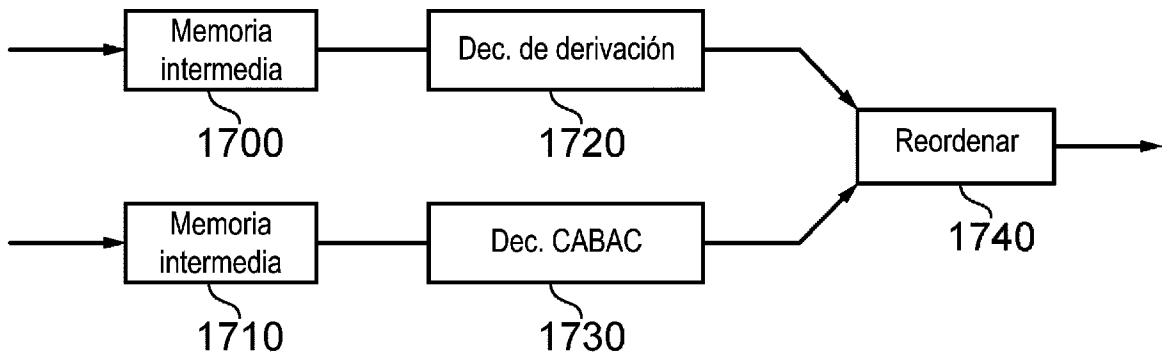 Memoria
intermedia
1700
Dec. de derivación
1720
Reordenar
1740
Memoria
intermedia
1710
Dec. CABAC
1730